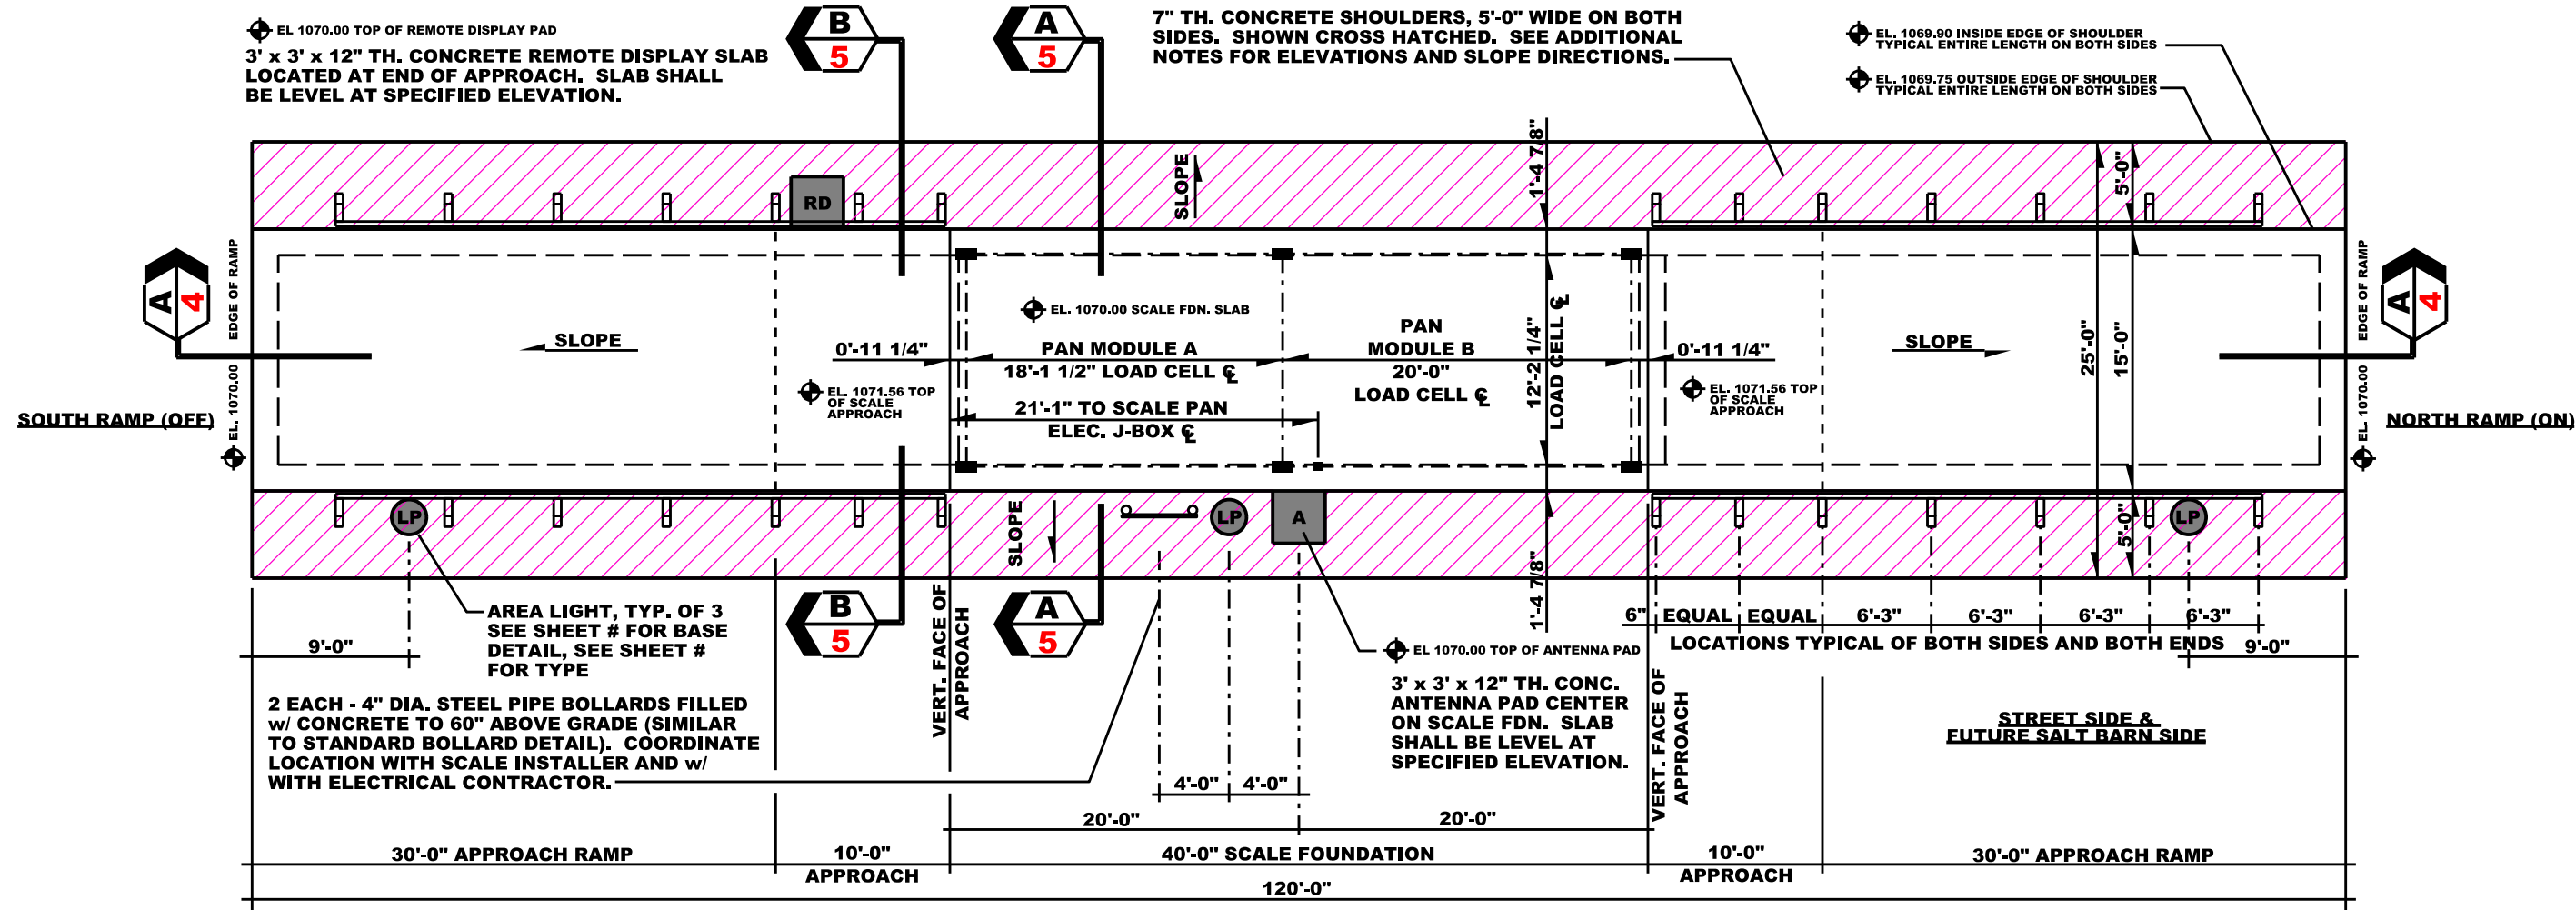 EL 1070.00 TOP OF REMOTE DISPLAY PAD
3' x 3' x 12" TH. CONCRETE REMOTE DISPLAY SLAB
LOCATED AT END OF APPROACH. SLAB SHALL
BE LEVEL AT SPECIFIED ELEVATION.
B
5
A
5
7" TH. CONCRETE SHOULDERS, 5'-0" WIDE ON BOTH
SIDES. SHOWN CROSS HATCHED. SEE ADDITIONAL
NOTES FOR ELEVATIONS AND SLOPE DIRECTIONS.
EL. 1069.90 INSIDE EDGE OF SHOULDER
TYPICAL ENTIRE LENGTH ON BOTH SIDES
EL. 1069.75 OUTSIDE EDGE OF SHOULDER
TYPICAL ENTIRE LENGTH ON BOTH SIDES
RD
SLOPE
1'-4 7/8"
5'-0"
A
4
EDGE OF RAMP
EL. 1070.00
SOUTH RAMP (OFF)
SLOPE
0'-11 1/4"
EL. 1071.56 TOP
OF SCALE
APPROACH
EL. 1070.00 SCALE FDN. SLAB
PAN MODULE A
18'-1 1/2" LOAD CELL ℄
21'-1" TO SCALE PAN
ELEC. J-BOX ℄
PAN
MODULE B
20'-0"
LOAD CELL ℄
12'-2 1/4"
LOAD CELL ℄
0'-11 1/4"
EL. 1071.56 TOP
OF SCALE
APPROACH
SLOPE
25'-0"
15'-0"
EDGE OF RAMP
EL. 1070.00
A
4
NORTH RAMP (ON)
LP
SLOPE
LP
A
1'-4 7/8"
5'-0"
LP
9'-0"
AREA LIGHT, TYP. OF 3
SEE SHEET # FOR BASE
DETAIL, SEE SHEET #
FOR TYPE
B
5
A
5
VERT. FACE OF
APPROACH
2 EACH - 4" DIA. STEEL PIPE BOLLARDS FILLED
w/ CONCRETE TO 60" ABOVE GRADE (SIMILAR
TO STANDARD BOLLARD DETAIL). COORDINATE
LOCATION WITH SCALE INSTALLER AND w/
WITH ELECTRICAL CONTRACTOR.
EL 1070.00 TOP OF ANTENNA PAD
3' x 3' x 12" TH. CONC.
ANTENNA PAD CENTER
ON SCALE FDN. SLAB
SHALL BE LEVEL AT
SPECIFIED ELEVATION.
VERT. FACE OF
APPROACH
6" EQUAL EQUAL 6'-3" 6'-3" 6'-3" 6'-3"
LOCATIONS TYPICAL OF BOTH SIDES AND BOTH ENDS
9'-0"
STREET SIDE &
FUTURE SALT BARN SIDE
4'-0" 4'-0"
20'-0" 20'-0"
30'-0" APPROACH RAMP
10'-0"
APPROACH
40'-0" SCALE FOUNDATION
10'-0"
APPROACH
30'-0" APPROACH RAMP
120'-0"